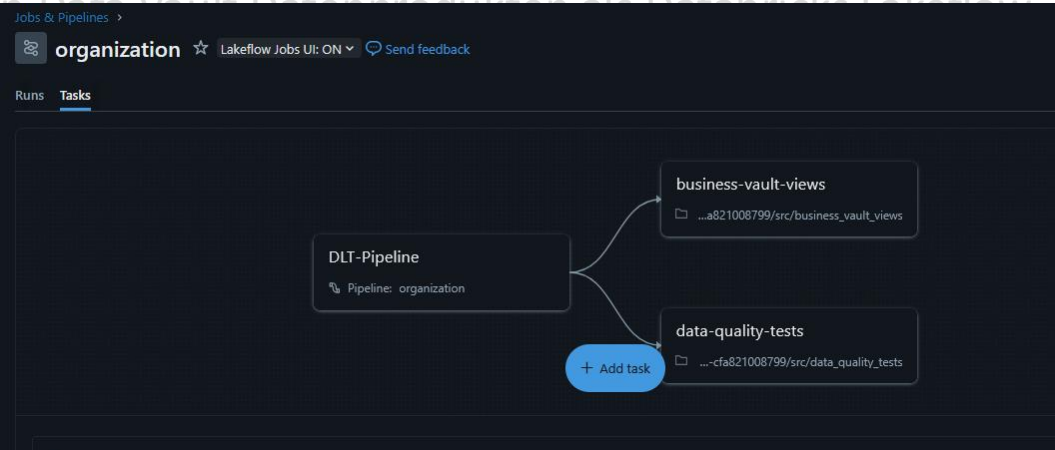 Jobs & Pipelines >
organization ☆ Lakeflow Jobs UI: ON Send feedback
Runs Tasks
business-vault-views
...a821008799/src/business_vault_views
DLT-Pipeline
Pipeline: organization
data-quality-tests
...-cfa821008799/src/data_quality_tests
+ Add task